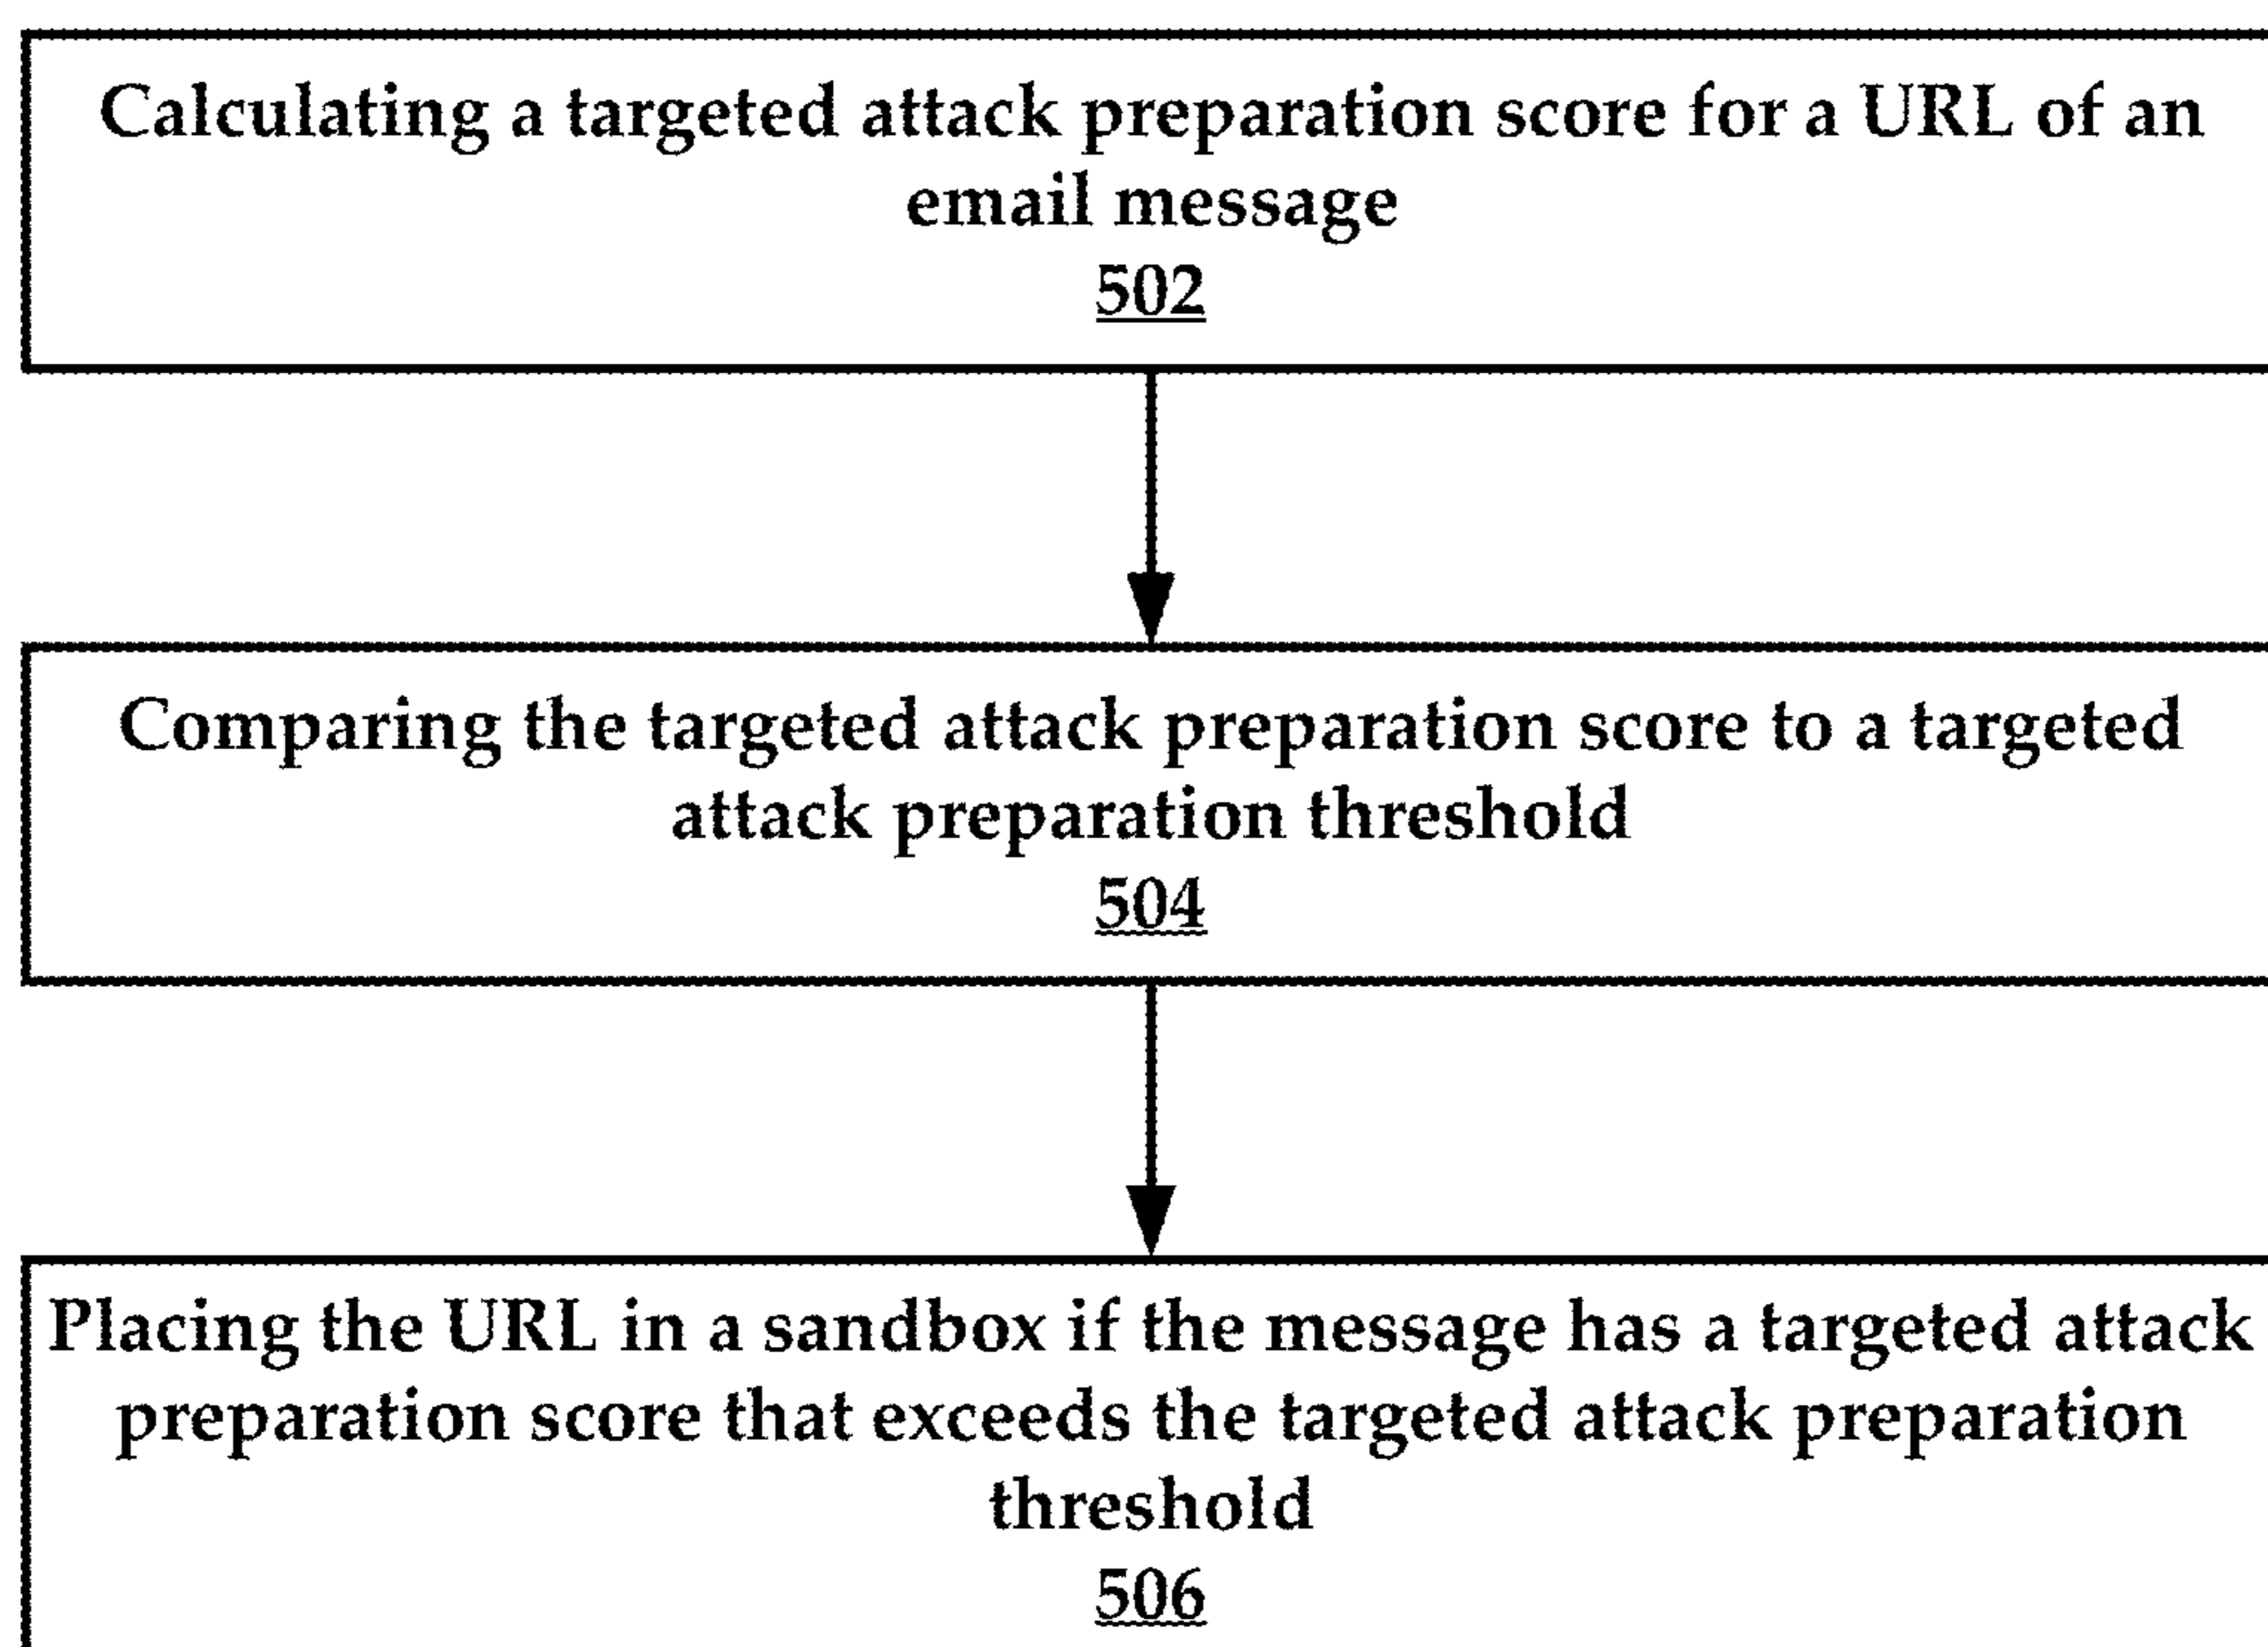 Calculating a targeted attack preparation score for a URL of an
email message
502
Comparing the targeted attack preparation score to a targeted
attack preparation threshold
504
Placing the URL in a sandbox if the message has a targeted attack
preparation score that exceeds the targeted attack preparation
threshold
506